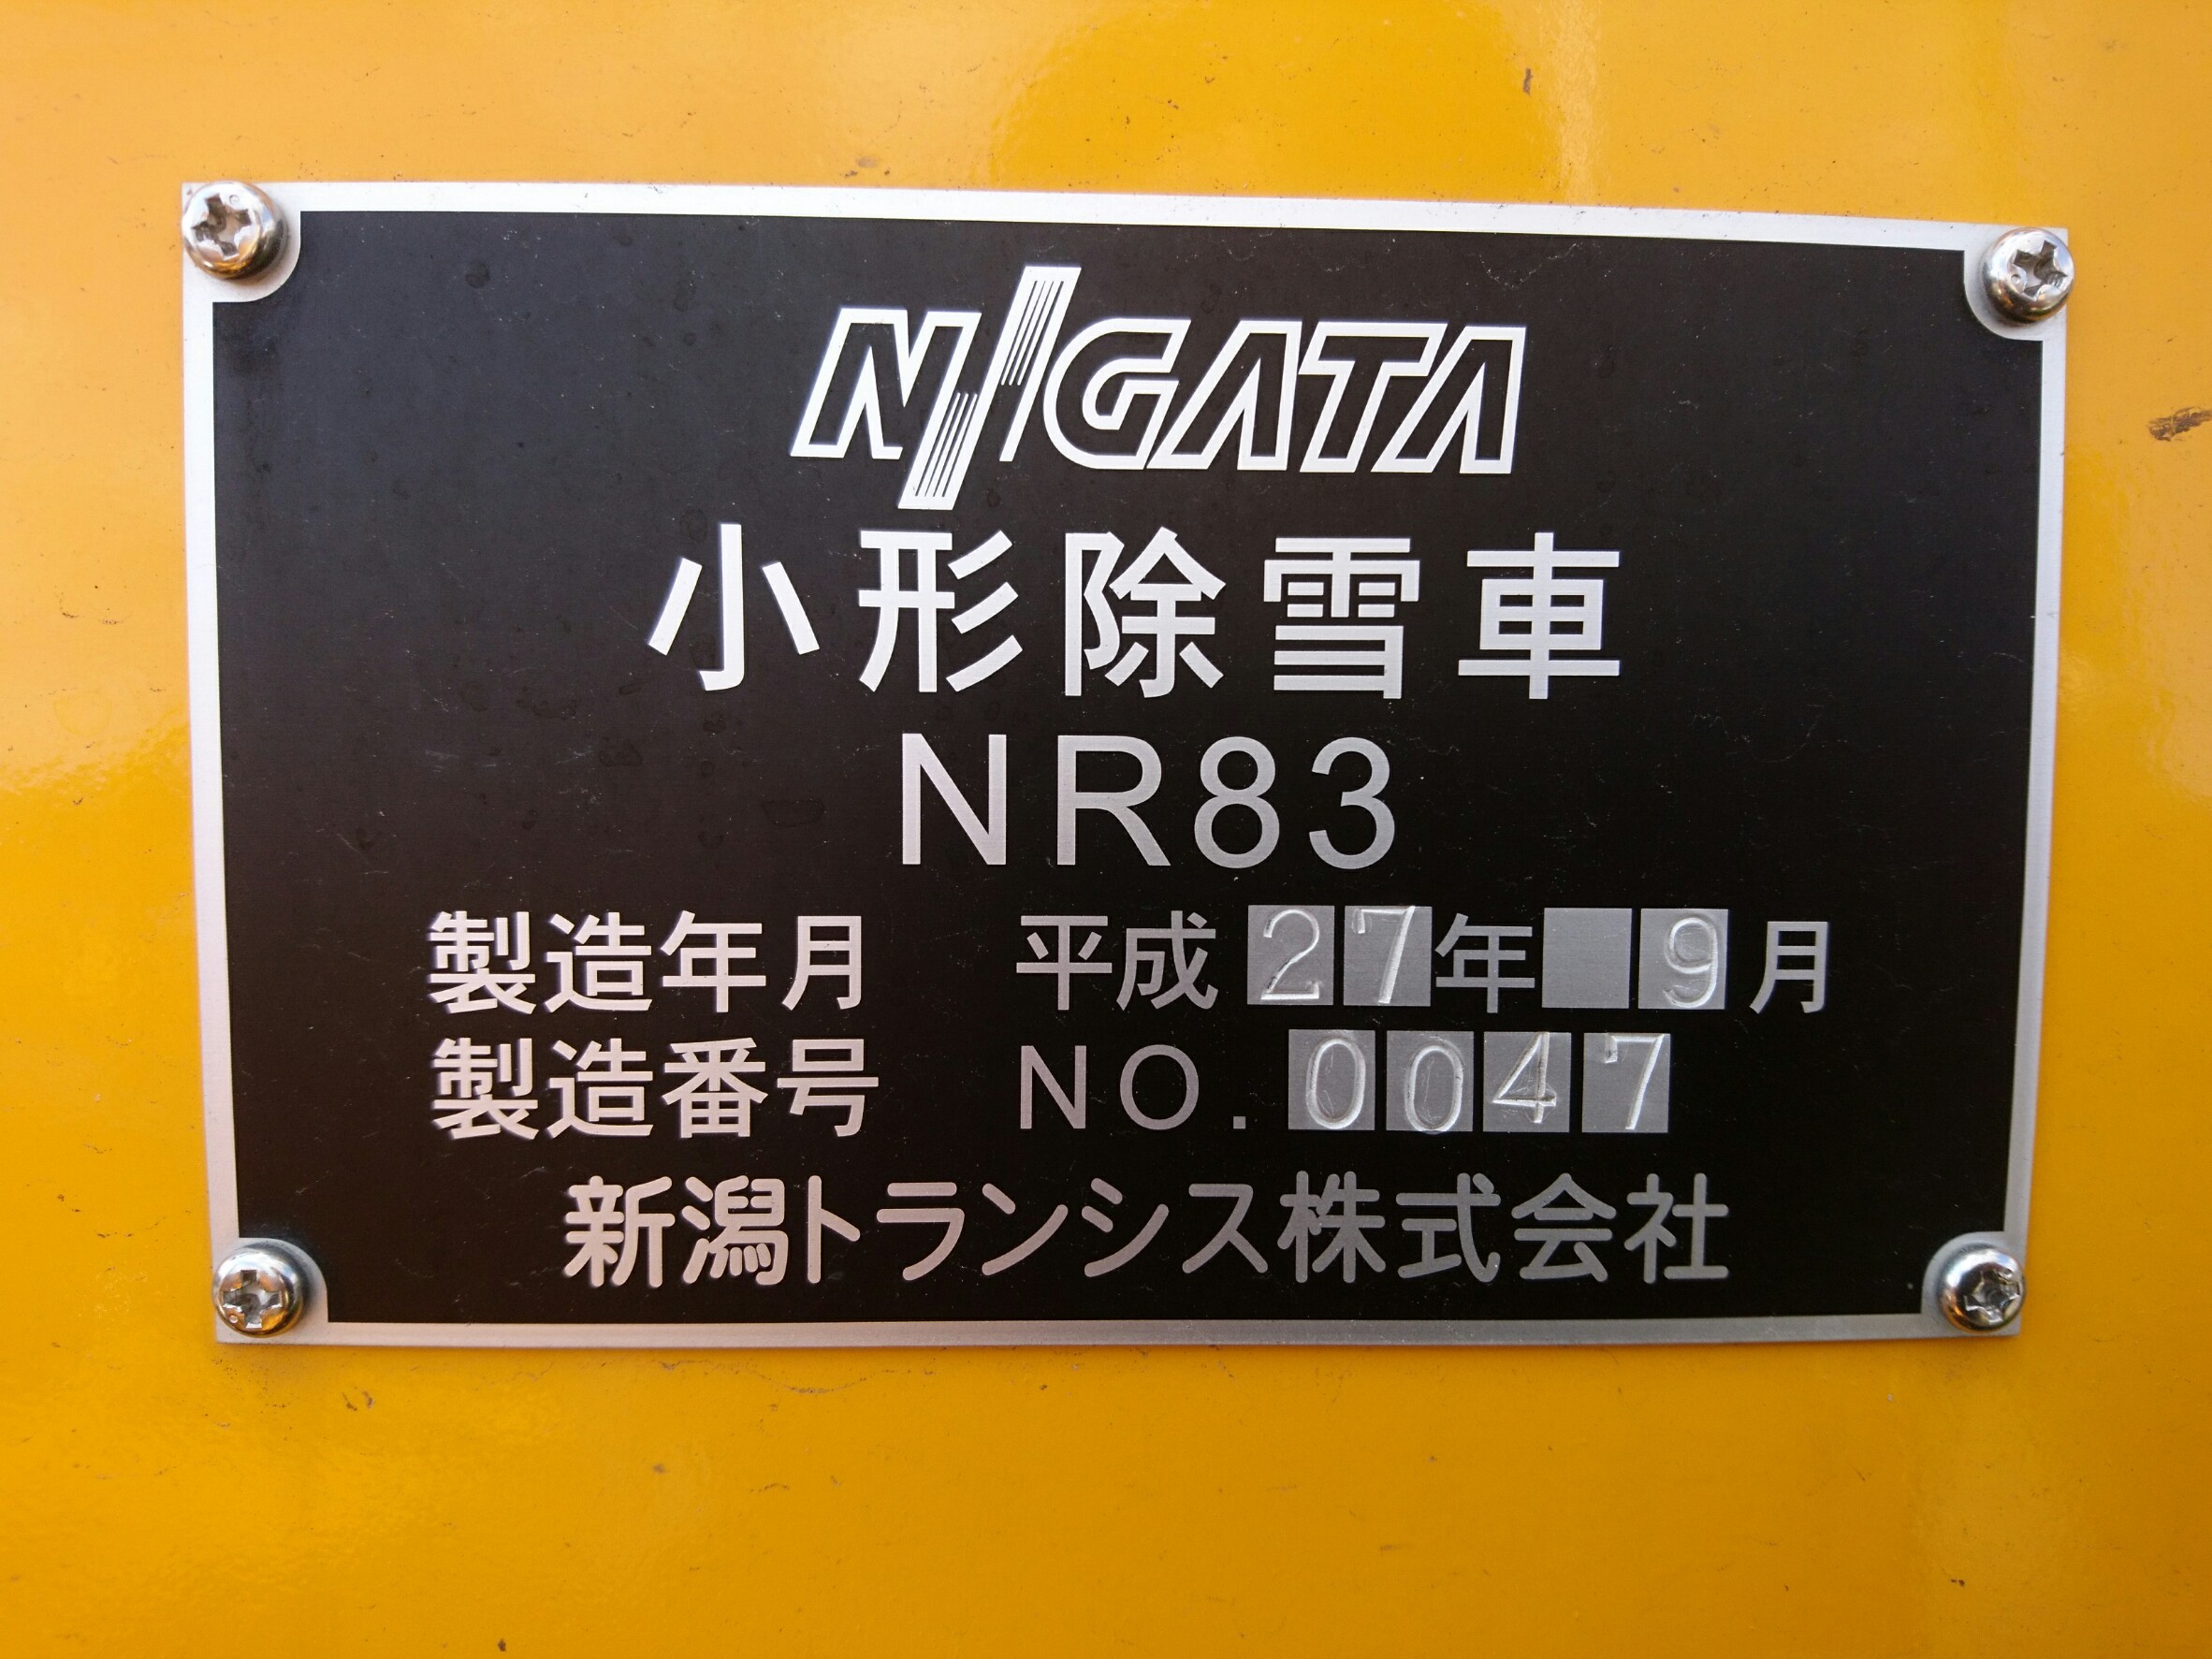 NIIGATA
小形除雪車
NR83
製造年月 平成27年 9月
製造番号 NO.0047
新潟トランシス株式会社